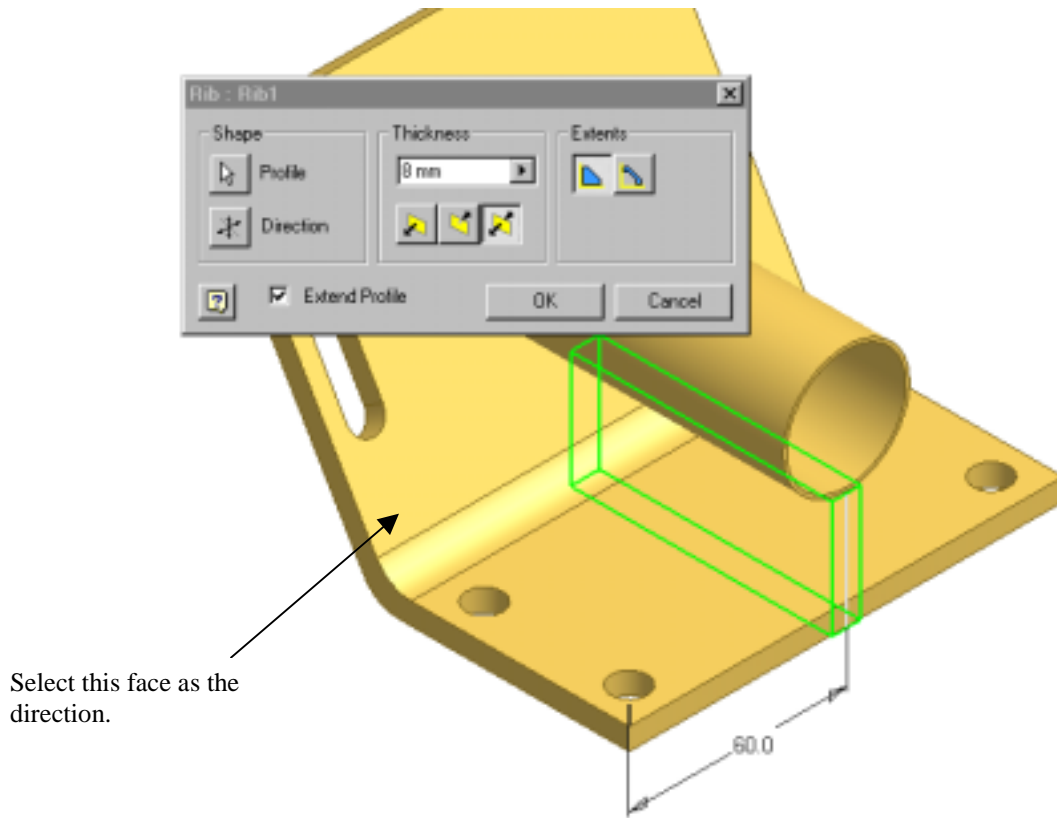 Rib : Rib1
Shape
Thickness
Extents
Profile
8 mm
Direction
Extend Profile
OK
Cancel
Select this face as the
direction.
60.0